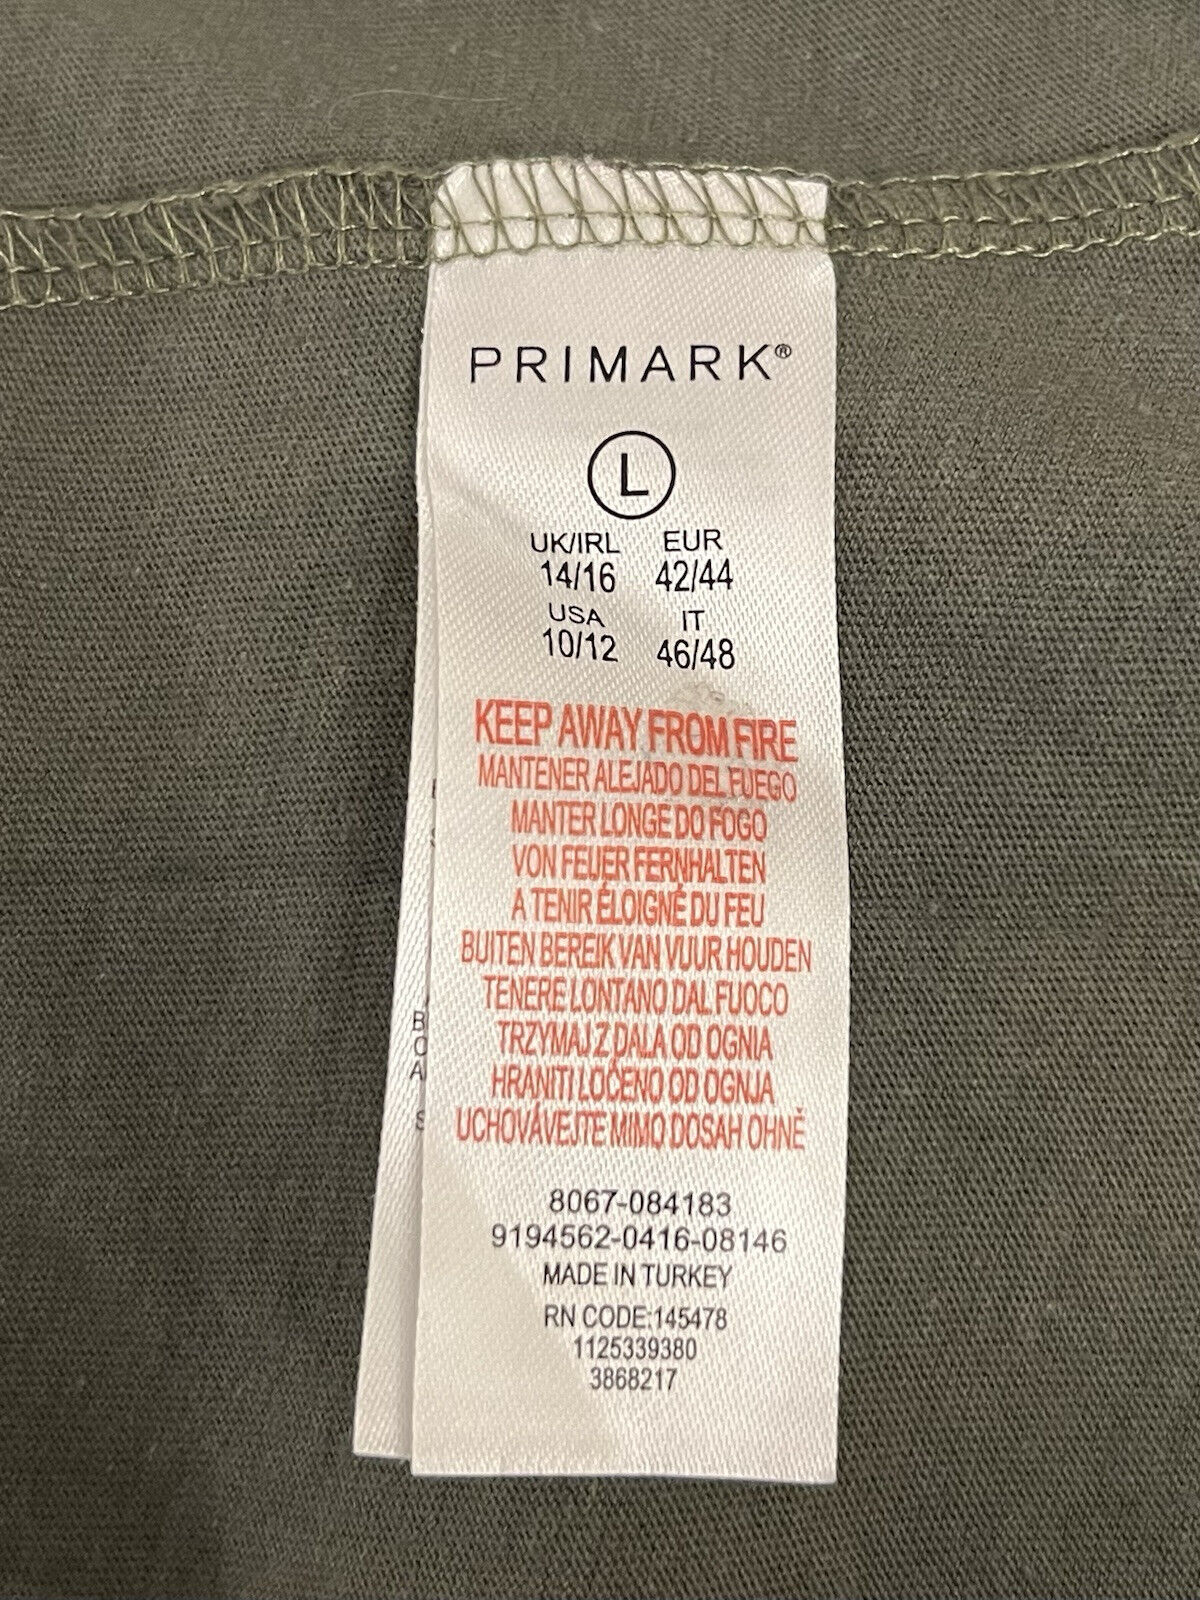 PRIMARK®
L
UK/IRL EUR
14/16 42/44
USA IT
10/12 46/48
KEEP AWAY FROM FIRE
MANTENER ALEJADO DEL FUEGO
MANTER LONGE DO FOGO
VON FEUER FERNHALTEN
A TENIR ÉLOIGNÉ DU FEU
BUITEN BEREIK VAN VUUR HOUDEN
TENERE LONTANO DAL FUOCO
TRZYMAJ Z DALA OD OGNIA
HRANITI LOČENO OD OGNJA
UCHOVÁVEJTE MIMO DOSAH OHNĚ
8067-084183
9194562-0416-08146
MADE IN TURKEY
RN CODE:145478
1125339380
3868217